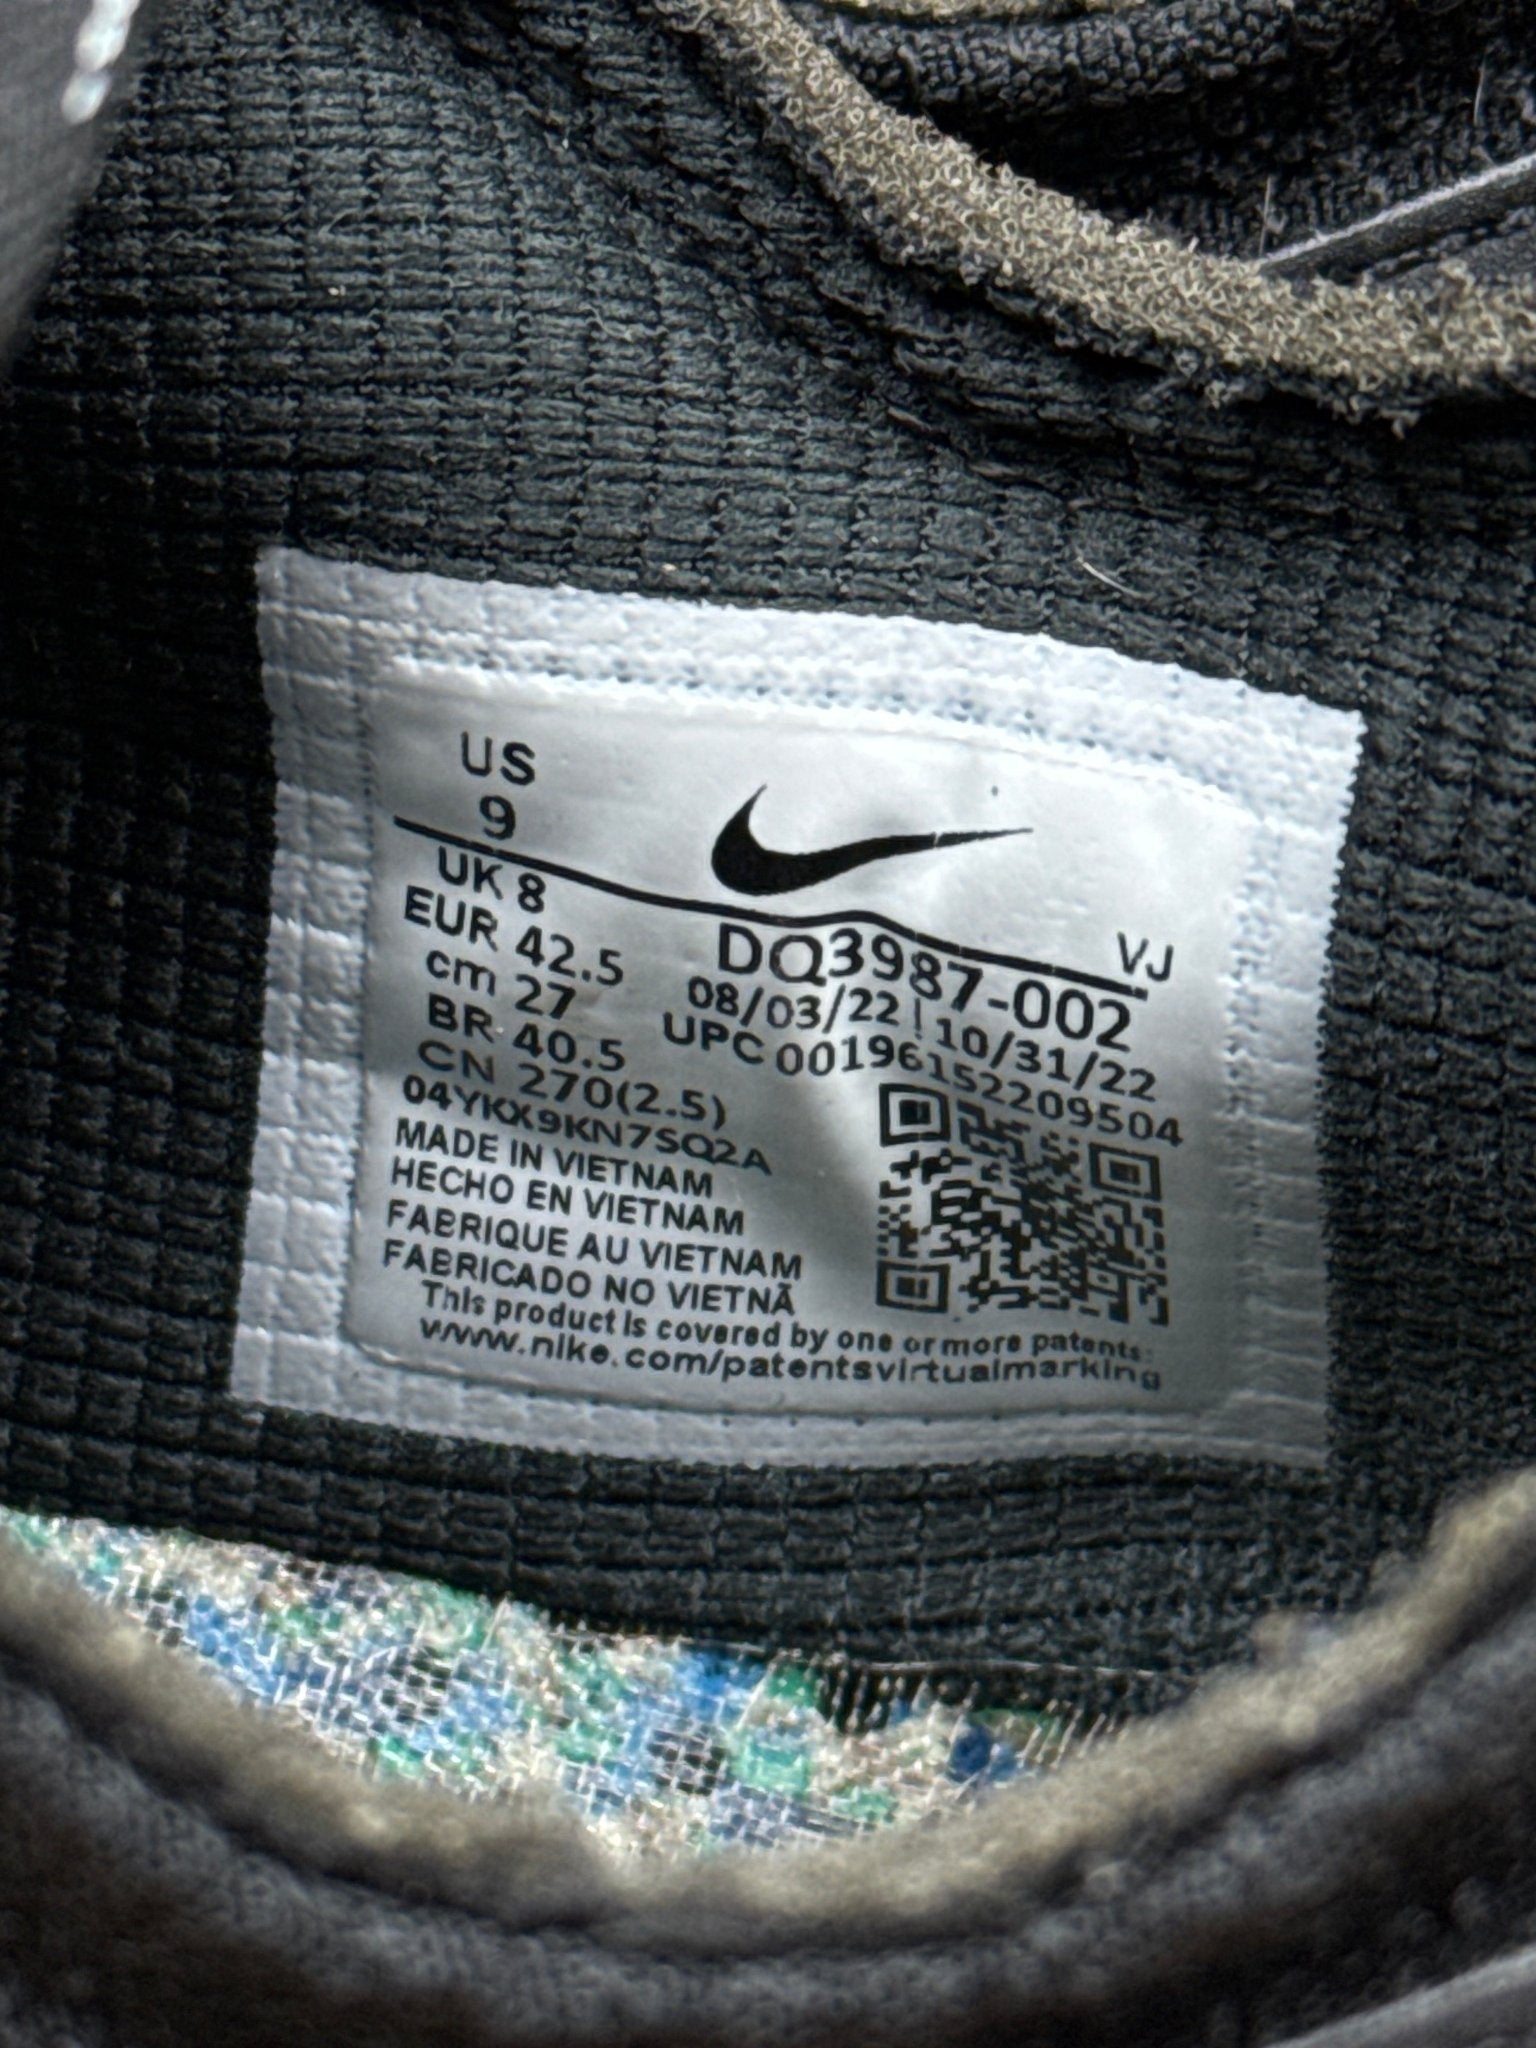 US
9
UK 8
EUR 42.5
cm 27
BR 40.5
CN 270(2.5)
VJ
DQ3987-002
08/03/22 | 10/31/22
UPC 00196152209504
04YKX9KN7SQ2A
MADE IN VIETNAM
HECHO EN VIETNAM
FABRIQUE AU VIETNAM
FABRICADO NO VIETNÃ
This product is covered by one or more patents:
www.nike.com/patentsvirtualmarking